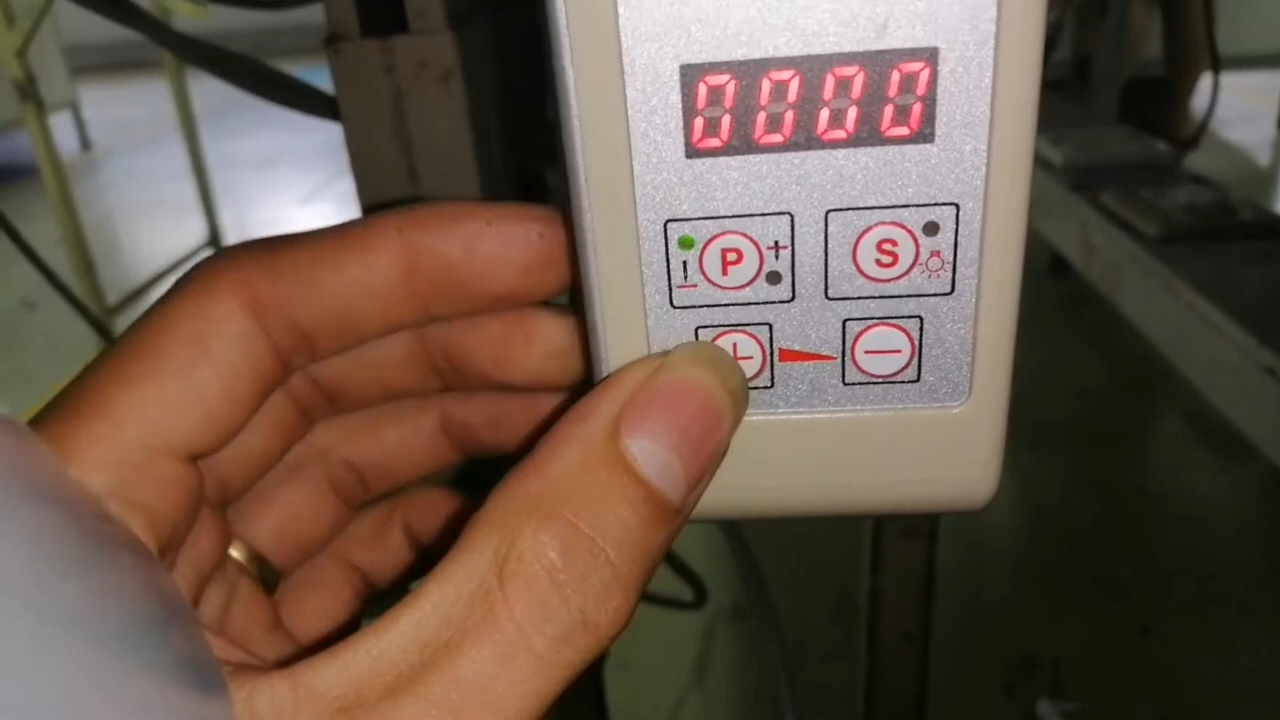 0000
P +
S
+ −